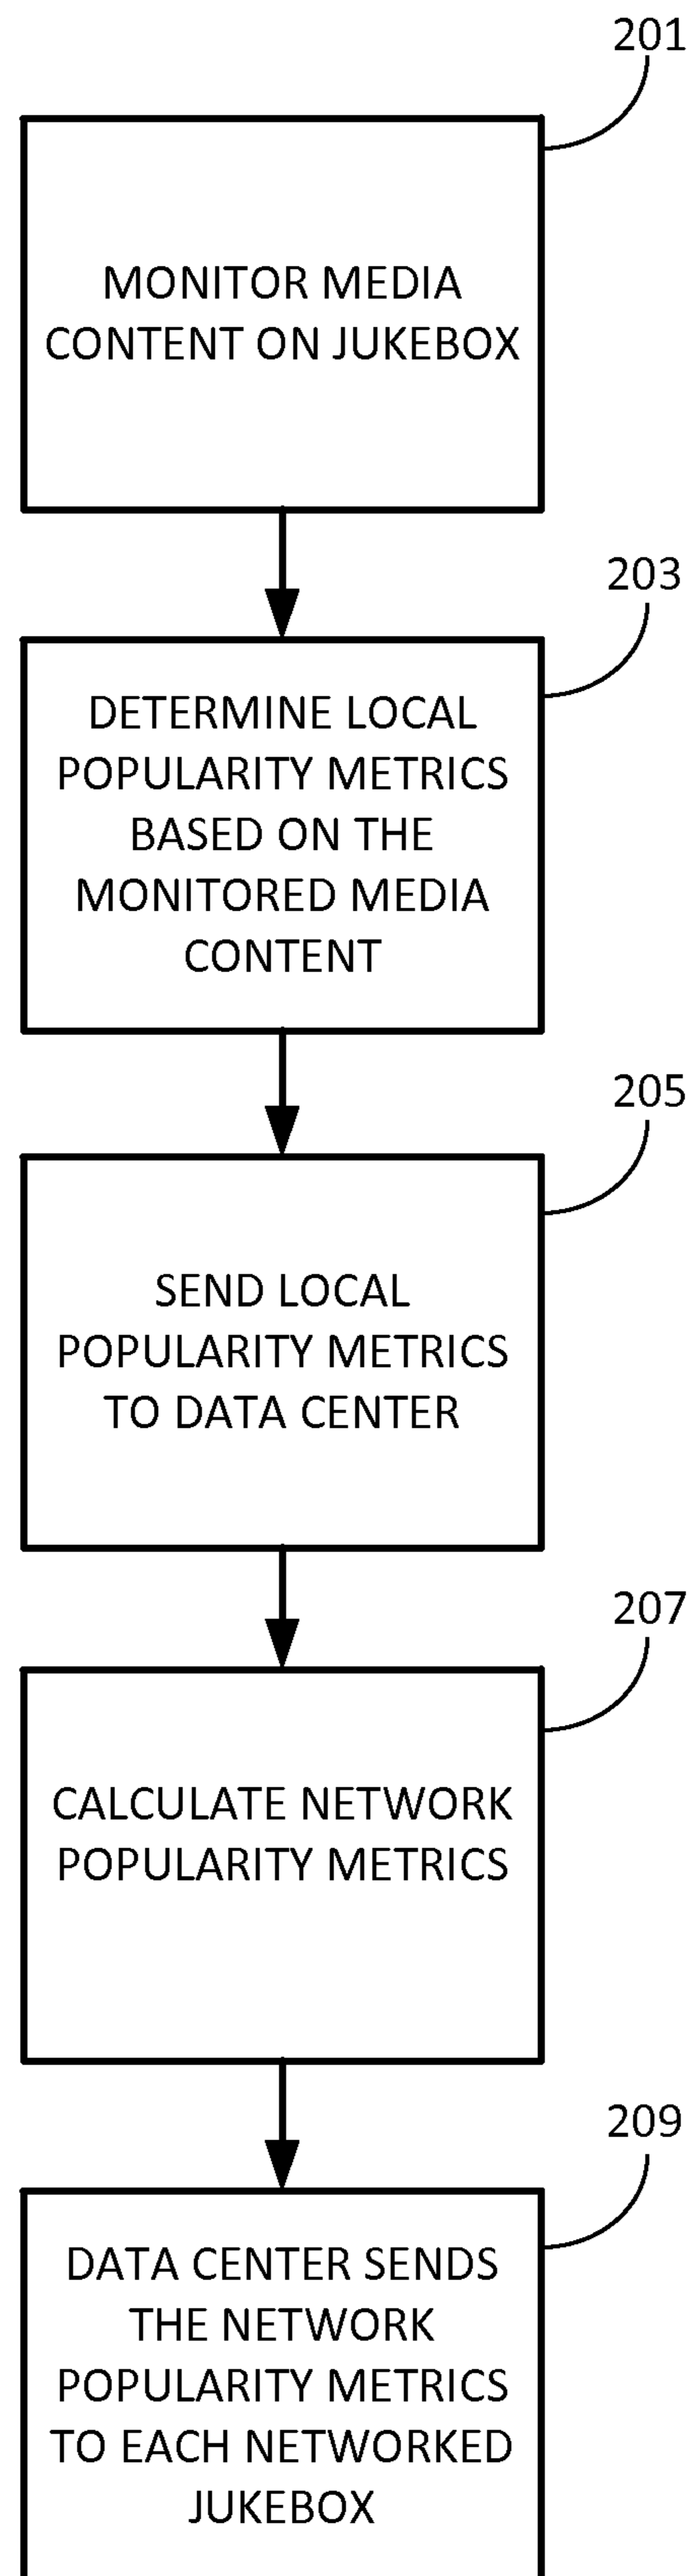 201
MONITOR MEDIA
CONTENT ON JUKEBOX
203
DETERMINE LOCAL
POPULARITY METRICS
BASED ON THE
MONITORED MEDIA
CONTENT
205
SEND LOCAL
POPULARITY METRICS
TO DATA CENTER
207
CALCULATE NETWORK
POPULARITY METRICS
209
DATA CENTER SENDS
THE NETWORK
POPULARITY METRICS
TO EACH NETWORKED
JUKEBOX